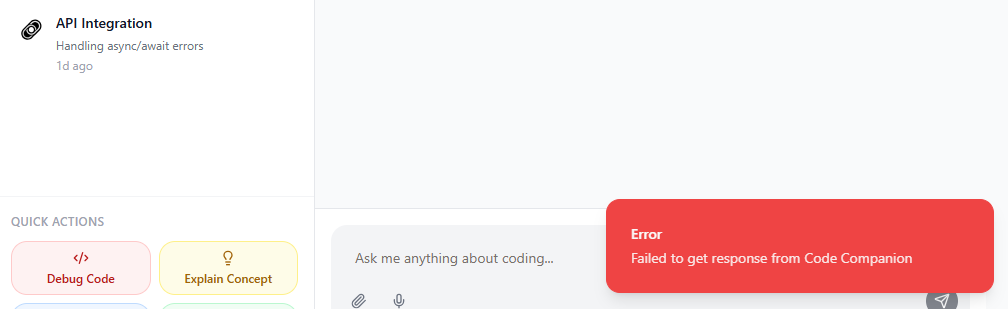 API Integration
Handling async/await errors
1d ago
QUICK ACTIONS
Debug Code
Explain Concept
Ask me anything about coding...
Error
Failed to get response from Code Companion